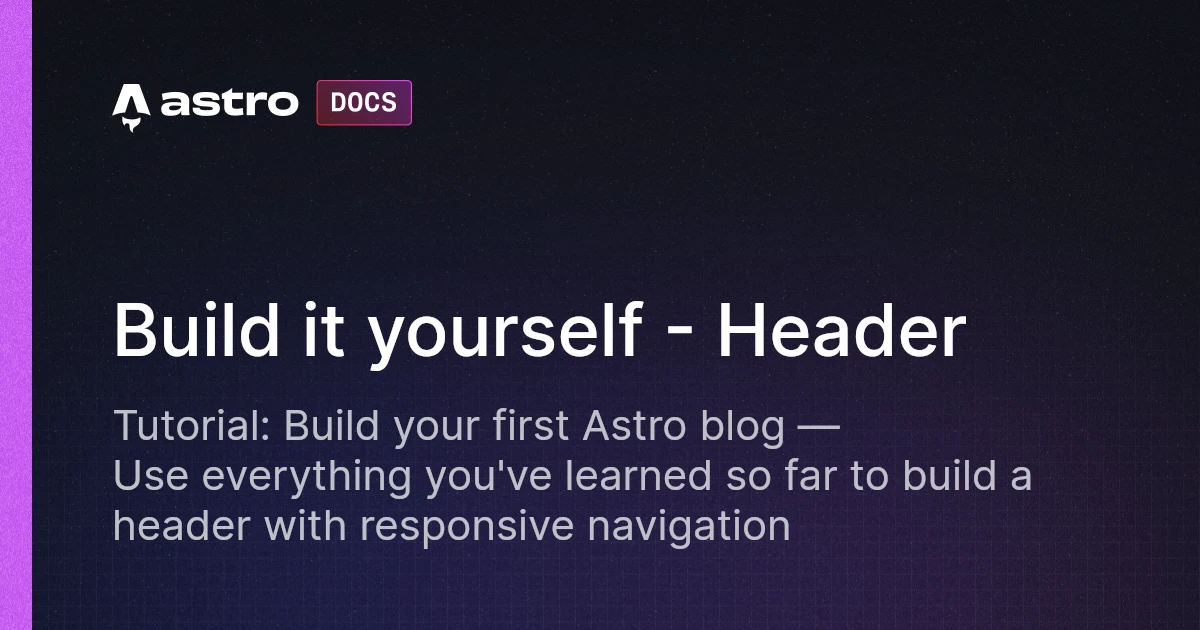 astro DOCS
Build it yourself - Header
Tutorial: Build your first Astro blog —
Use everything you've learned so far to build a
header with responsive navigation